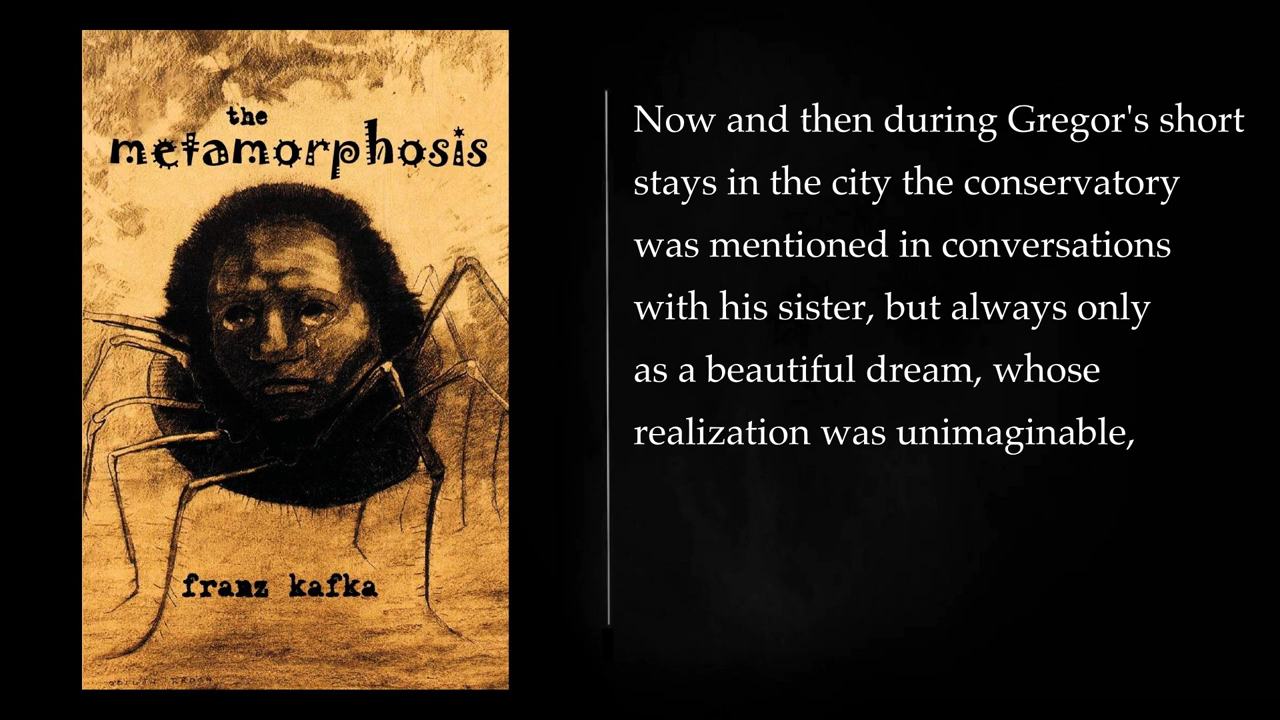 the
metamorphosis
franz kafka
Now and then during Gregor's short
stays in the city the conservatory
was mentioned in conversations
with his sister, but always only
as a beautiful dream, whose
realization was unimaginable,